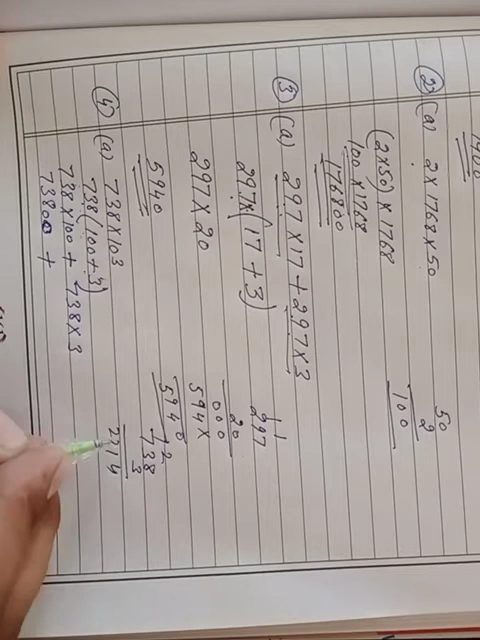 ② (a) 2 × 1768 × 50
(2×50) × 1768
100 × 1768
176800
50
2
100
③ (a) 297 × 17 + 297 × 3
297×(17 + 3)
297 × 20
5940
297
20
000
594×
5940
④ (a) 738 × 103
738 (100 + 3)
738 × 100 + 738 × 3
73800 +
738
3
2214